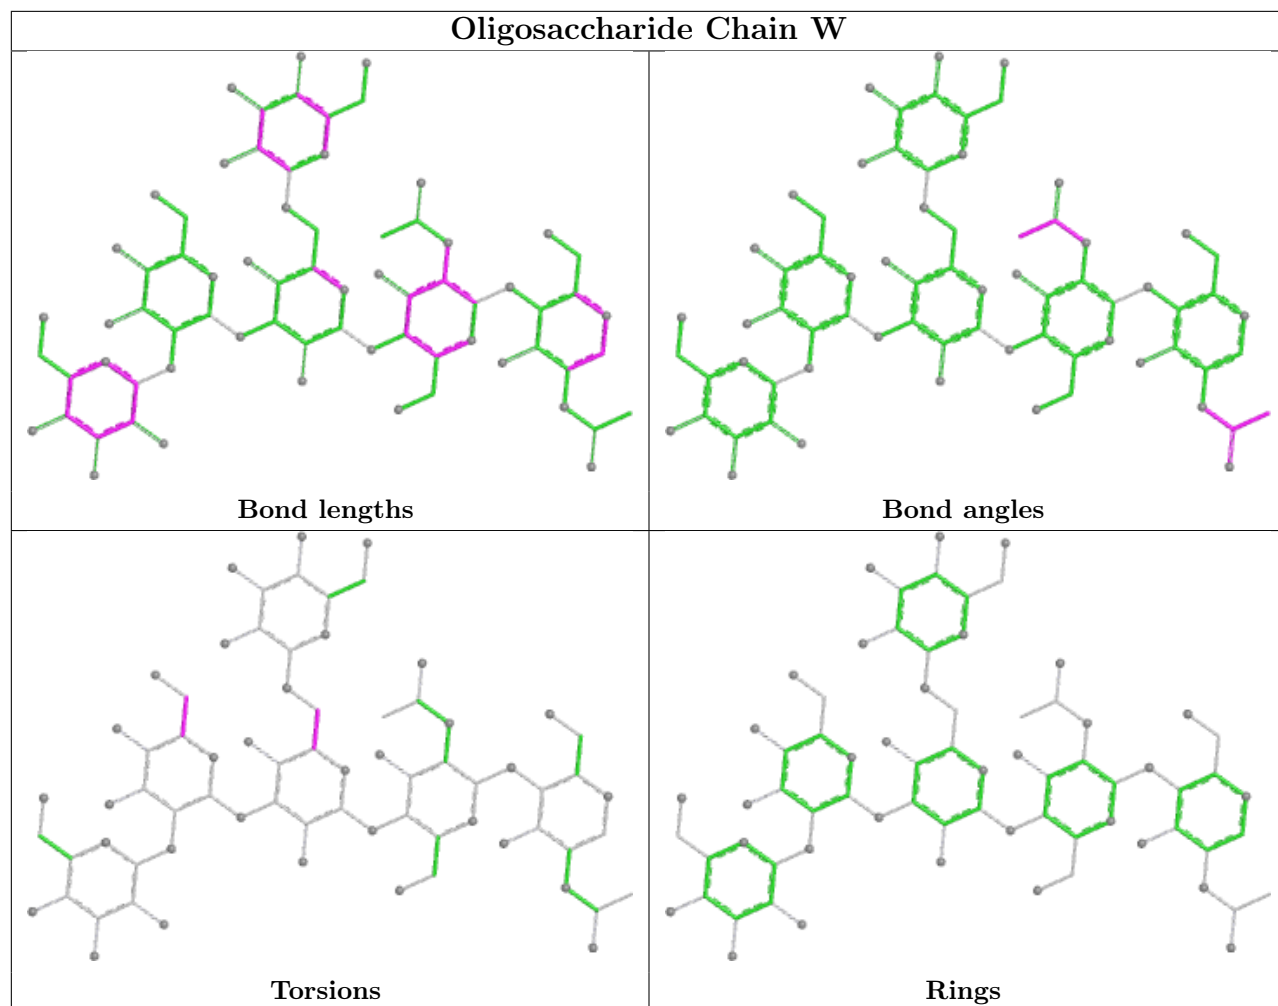 Oligosaccharide Chain W
Bond lengths
Bond angles
Torsions
Rings